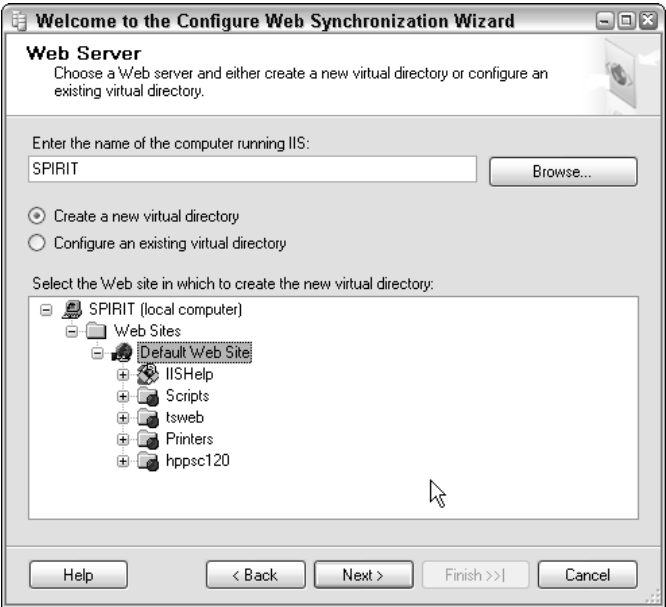 Welcome to the Configure Web Synchronization Wizard
Web Server
Choose a Web server and either create a new virtual directory or configure an
existing virtual directory.
Enter the name of the computer running IIS:
SPIRIT
Browse...
Create a new virtual directory
Configure an existing virtual directory
Select the Web site in which to create the new virtual directory:
SPIRIT (local computer)
Web Sites
Default Web Site
IISHelp
Scripts
tsweb
Printers
hppsc120
Help
< Back
Next >
Finish >>|
Cancel